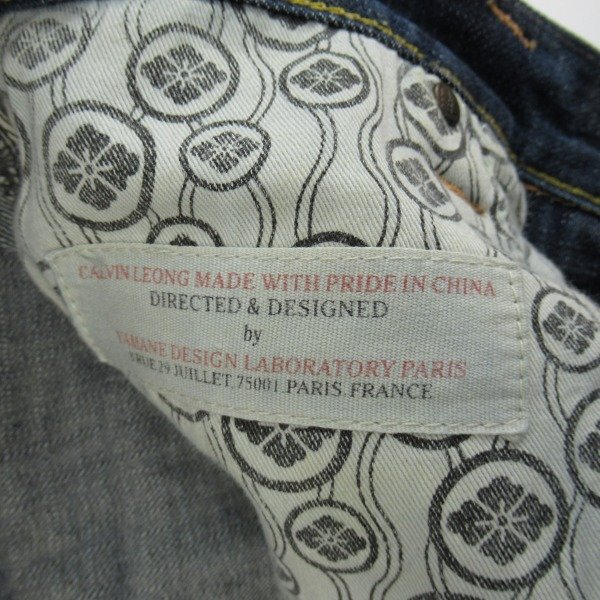 CALVIN LEONG MADE WITH PRIDE IN CHINA
DIRECTED & DESIGNED
by
YAMANE DESIGN LABORATORY PARIS
1 RUE 29 JUILLET 75001 PARIS FRANCE